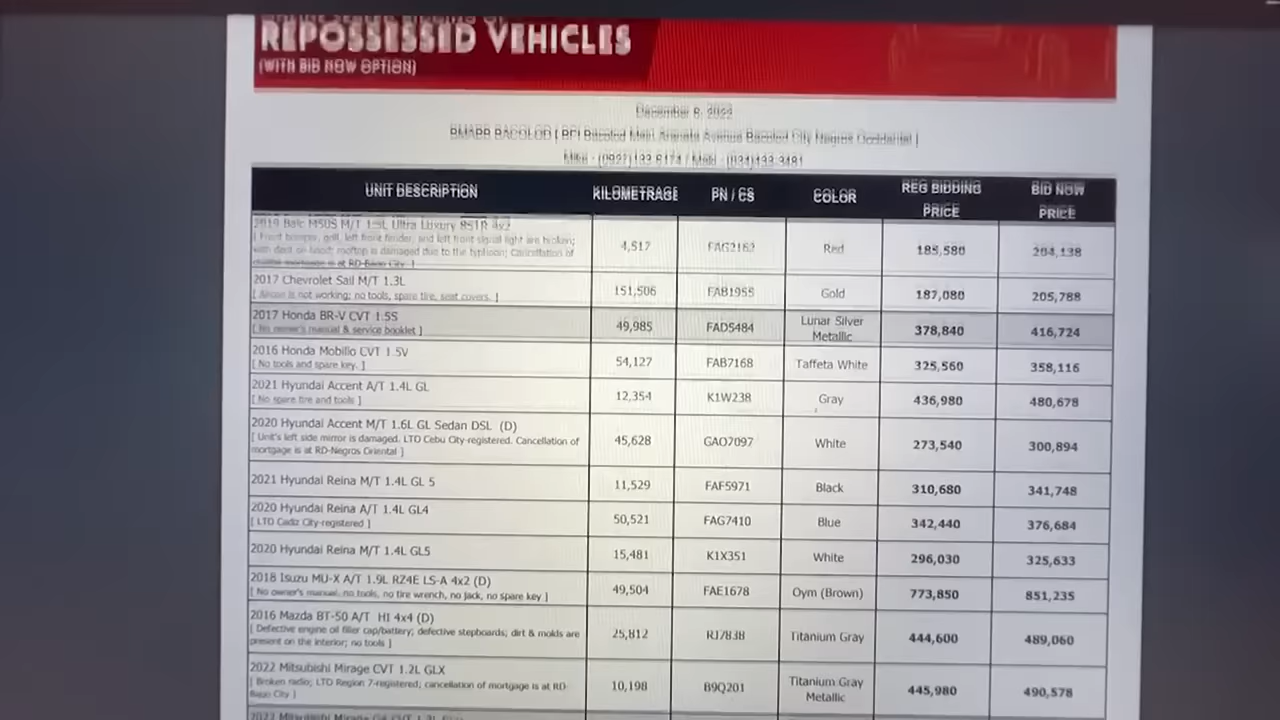 REPOSSESSED VEHICLES
(WITH BID NOW OPTION)
December 2022
BMABB BACOLOD [ BPI Bacolod Main Araneta Avenue Bacolod City Negros Occidental ]
UNIT DESCRIPTION KILOMETRAGE PN / CS COLOR REG BIDDING PRICE BID NOW PRICE
2019 Baic M50S M/T 1.5L Ultra Luxury 8STR 4x2
[ Front bumper, grill, left front fender, and left front signal light are broken;
with dent on hood; rooftop is damaged due to the typhoon; Cancellation of
chattel mortgage is at RD-Bago City. ]
4,517 Red 185,580 204,138
2017 Chevrolet Sail M/T 1.3L
[ Aircon is not working; no tools, spare tire, seat covers. ]
151,506 FAB1955 Gold 187,080 205,788
2017 Honda BR-V CVT 1.5S
[ No owner's manual & service booklet ]
49,985 FAD5484 Lunar Silver Metallic 378,840 416,724
2016 Honda Mobilio CVT 1.5V
[ No tools and spare key. ]
54,127 FAB7168 Taffeta White 325,560 358,116
2021 Hyundai Accent A/T 1.4L GL
[ No spare tire and tools ]
12,354 K1W238 Gray 436,980 480,678
2020 Hyundai Accent M/T 1.6L GL Sedan DSL (D)
[ Unit's left side mirror is damaged. LTD Cebu City-registered. Cancellation of
mortgage is at RD-Negros Oriental ]
45,628 GAO7097 White 273,540 300,894
2021 Hyundai Reina M/T 1.4L GL 5
11,529 FAF5971 Black 310,680 341,748
2020 Hyundai Reina A/T 1.4L GL4
[ LTD Cadiz City-registered ]
50,521 FAG7410 Blue 342,440 376,684
2020 Hyundai Reina M/T 1.4L GL5
15,481 K1X351 White 296,030 325,633
2018 Isuzu MU-X A/T 1.9L RZ4E LS-A 4x2 (D)
[ No owner's manual, no tools, no tire wrench, no jack, no spare key ]
49,504 FAE1678 Oym (Brown) 773,850 851,235
2016 Mazda BT-50 A/T HI 4x4 (D)
[ Defective engine oil filler cap/battery; defective stepboards; dirt & molds are
present on the interior; no tools ]
25,812 Titanium Gray 444,600 489,060
2022 Mitsubishi Mirage CVT 1.2L GLX
[ Broken radio; LTD Region 7-registered; cancellation of mortgage is at RD-
Bago City ]
10,198 B9Q201 Titanium Gray Metallic 445,980 490,578